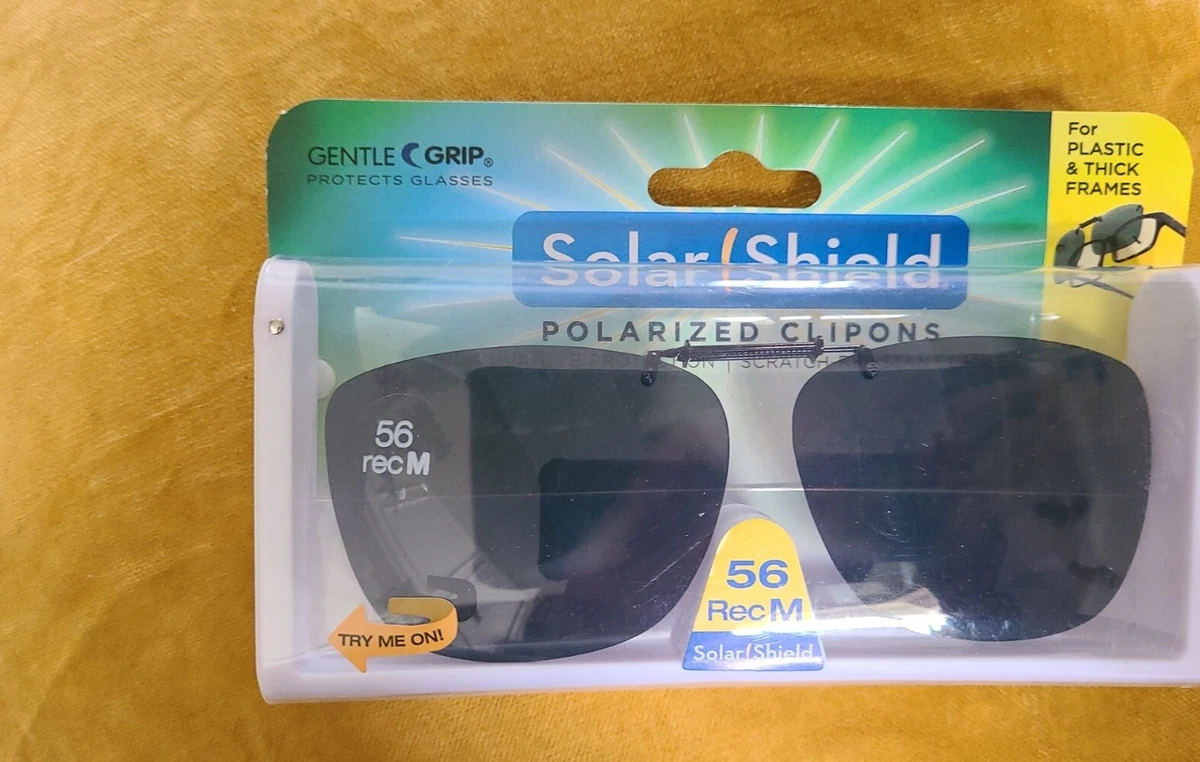 GENTLE GRIP®
PROTECTS GLASSES
For
PLASTIC
& THICK
FRAMES
Solar Shield
POLARIZED CLIPONS
SCRATCH
56
rec M
TRY ME ON!
56
Rec M
Solar Shield